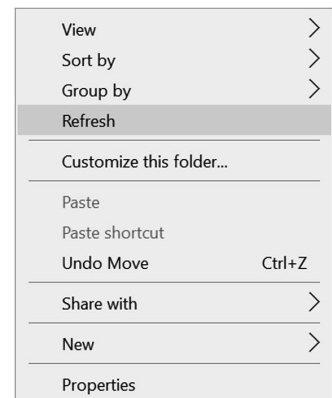 View
Sort by
Group by
Refresh
Customize this folder...
Paste
Paste shortcut
Undo Move Ctrl+Z
Share with
New
Properties